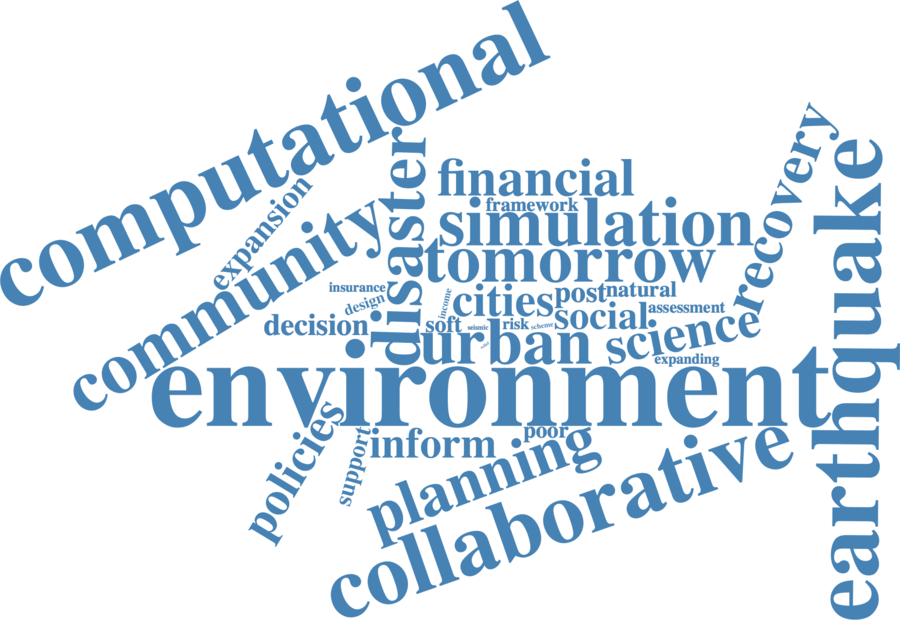 computational
disaster
recovery
earthquake
financial
expansion
framework
community
simulation
tomorrow
insurance
design
income
cities
post
natural
assessment
decision
soft
seismic
risk
scheme
social
science
urban
expanding
environment
policies
support
inform
poor
planning
collaborative